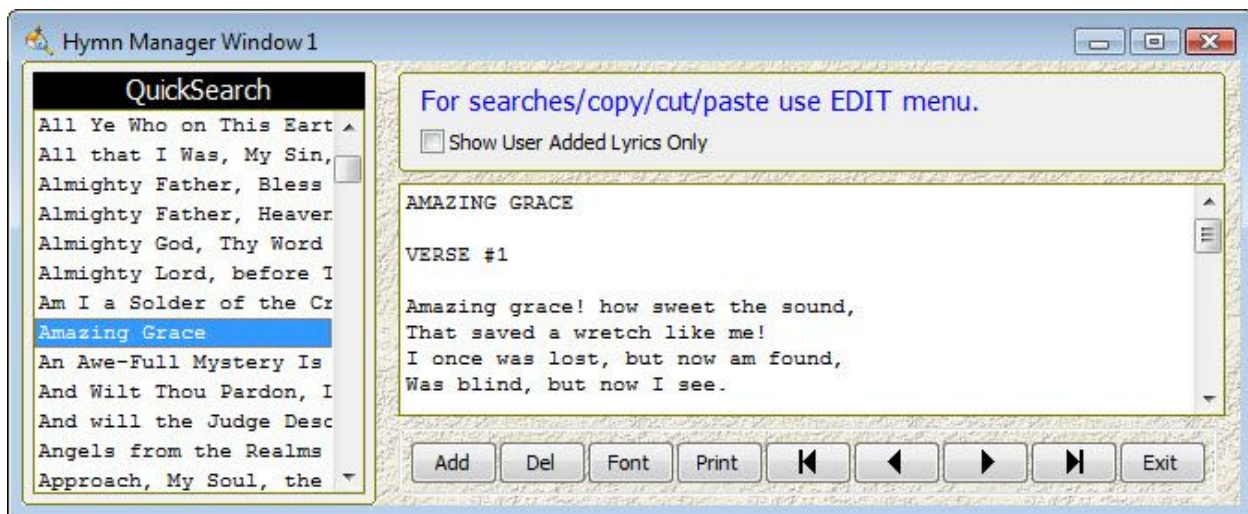 Hymn Manager Window 1
QuickSearch
All Ye Who on This Eart
All that I Was, My Sin,
Almighty Father, Bless
Almighty Father, Heaven
Almighty God, Thy Word
Almighty Lord, before T
Am I a Solder of the Cr
Amazing Grace
An Awe-Full Mystery Is
And Wilt Thou Pardon, I
And will the Judge Desc
Angels from the Realms
Approach, My Soul, the
For searches/copy/cut/paste use EDIT menu.
Show User Added Lyrics Only
AMAZING GRACE
VERSE #1
Amazing grace! how sweet the sound,
That saved a wretch like me!
I once was lost, but now am found,
Was blind, but now I see.
Add Del Font Print Exit